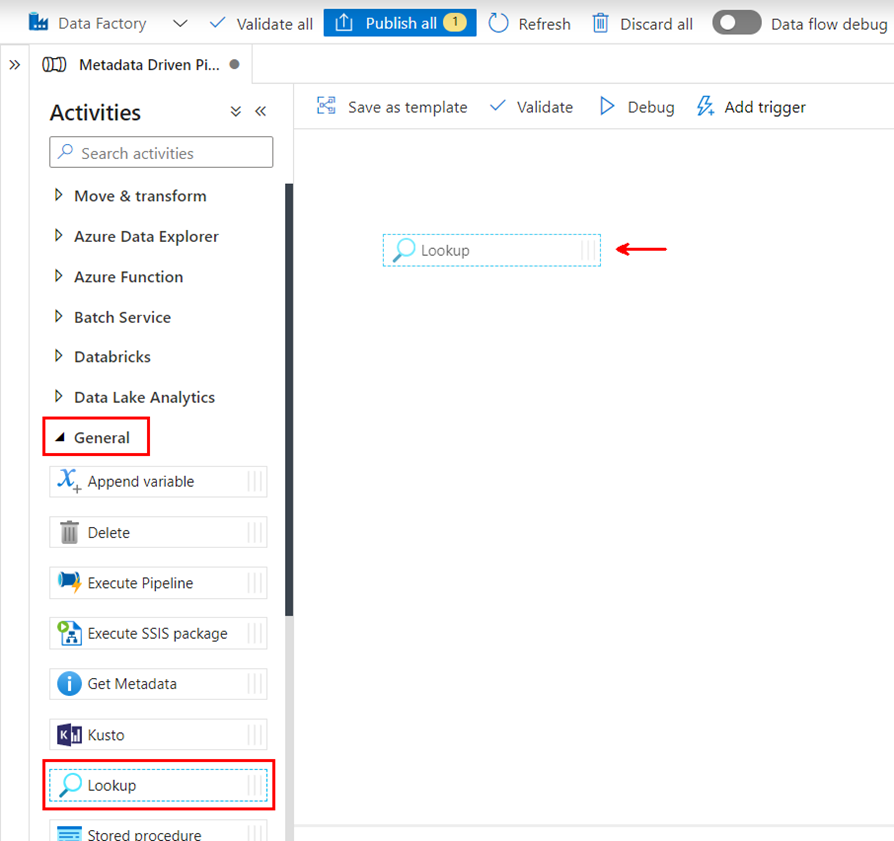 Data Factory Validate all Publish all 1 Refresh Discard all Data flow debug
» Metadata Driven Pi...
Activities
Search activities
Save as template Validate Debug Add trigger
Move & transform
Azure Data Explorer
Azure Function
Batch Service
Databricks
Data Lake Analytics
General
Append variable
Delete
Execute Pipeline
Execute SSIS package
Get Metadata
Kusto
Lookup
Stored procedure
Lookup